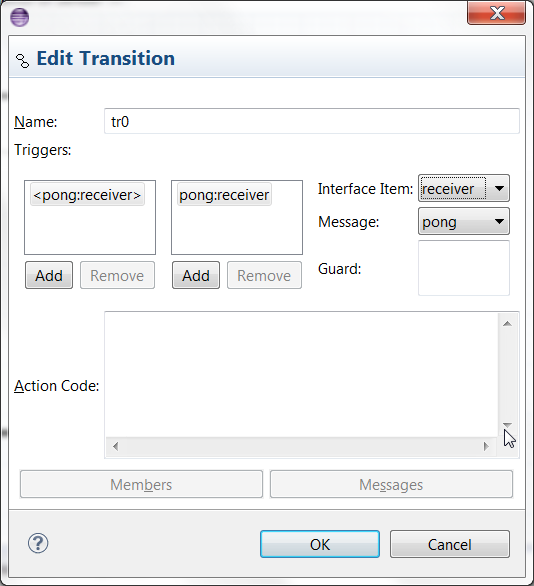 Edit Transition
Name: tr0
Triggers:
<pong:receiver> pong:receiver Interface Item: receiver
Message: pong
Guard:
Add Remove Add Remove
Action Code:
Members Messages
? OK Cancel